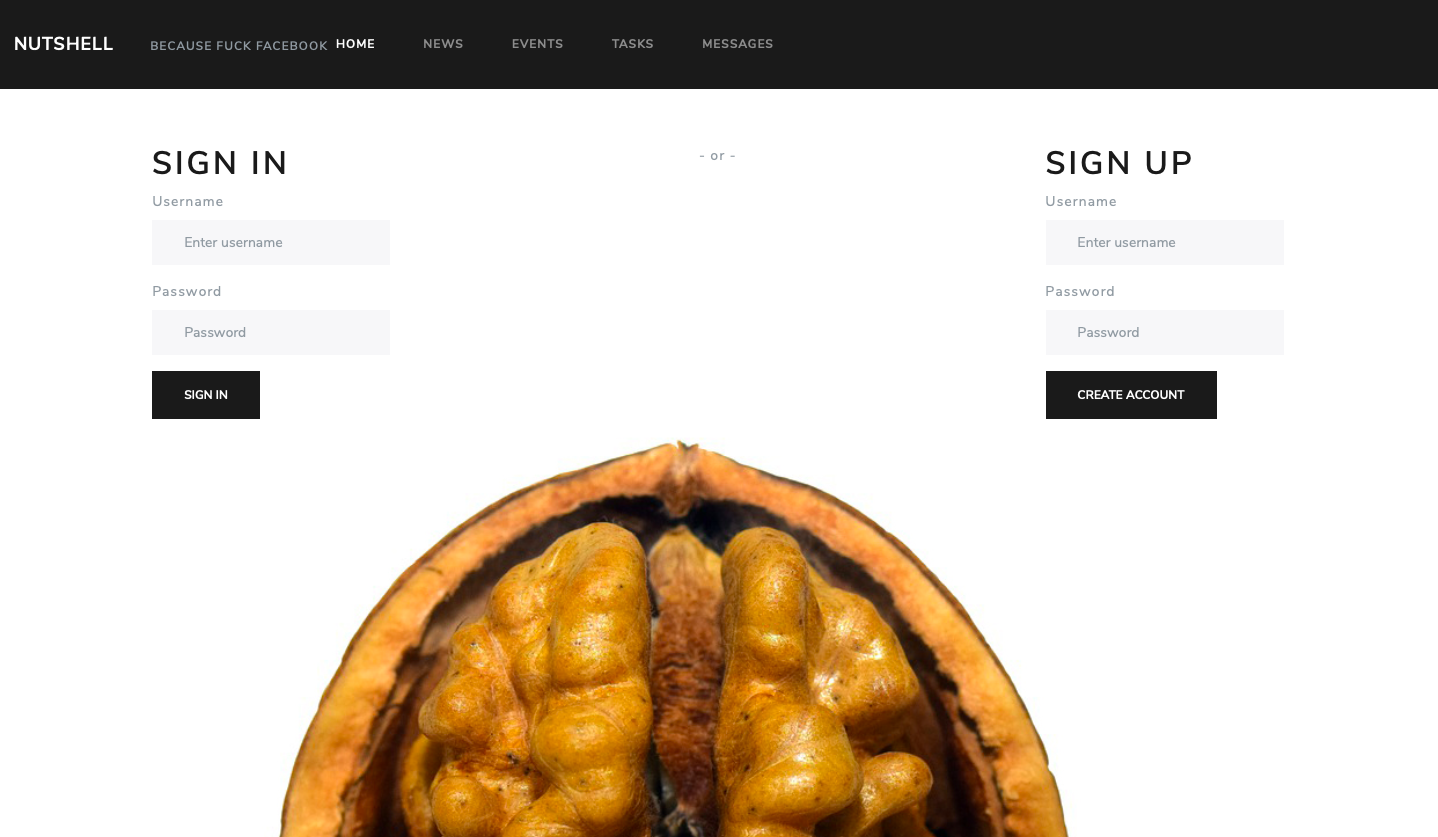 NUTSHELL BECAUSE FUCK FACEBOOK HOME NEWS EVENTS TASKS MESSAGES
SIGN IN
Username
Enter username
Password
Password
SIGN IN
- or -
SIGN UP
Username
Enter username
Password
Password
CREATE ACCOUNT